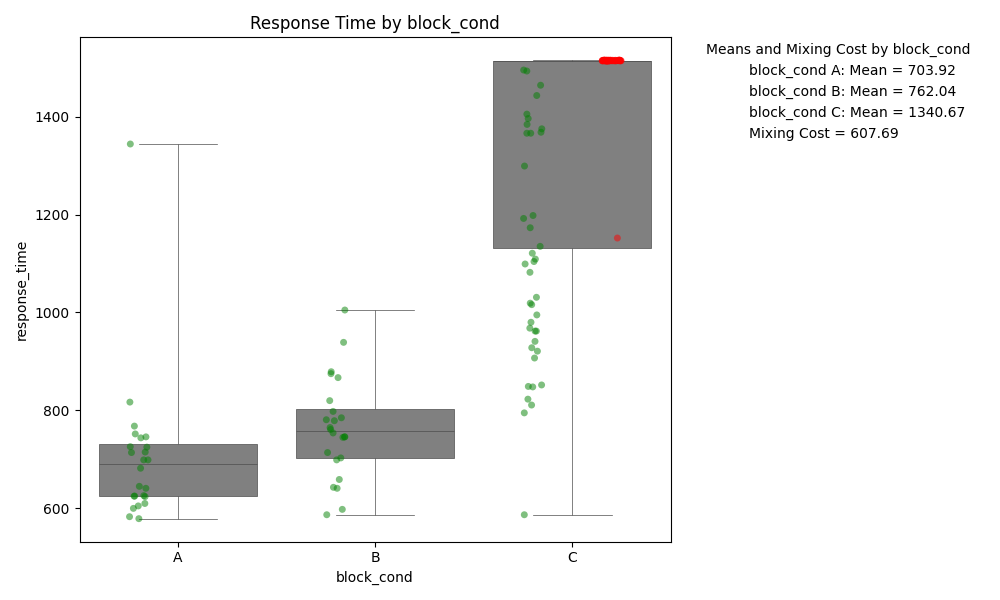 Response Time by block_cond
Means and Mixing Cost by block_cond
block_cond A: Mean = 703.92
block_cond B: Mean = 762.04
block_cond C: Mean = 1340.67
Mixing Cost = 607.69
response_time
1400
1200
1000
800
600
A
B
C
block_cond